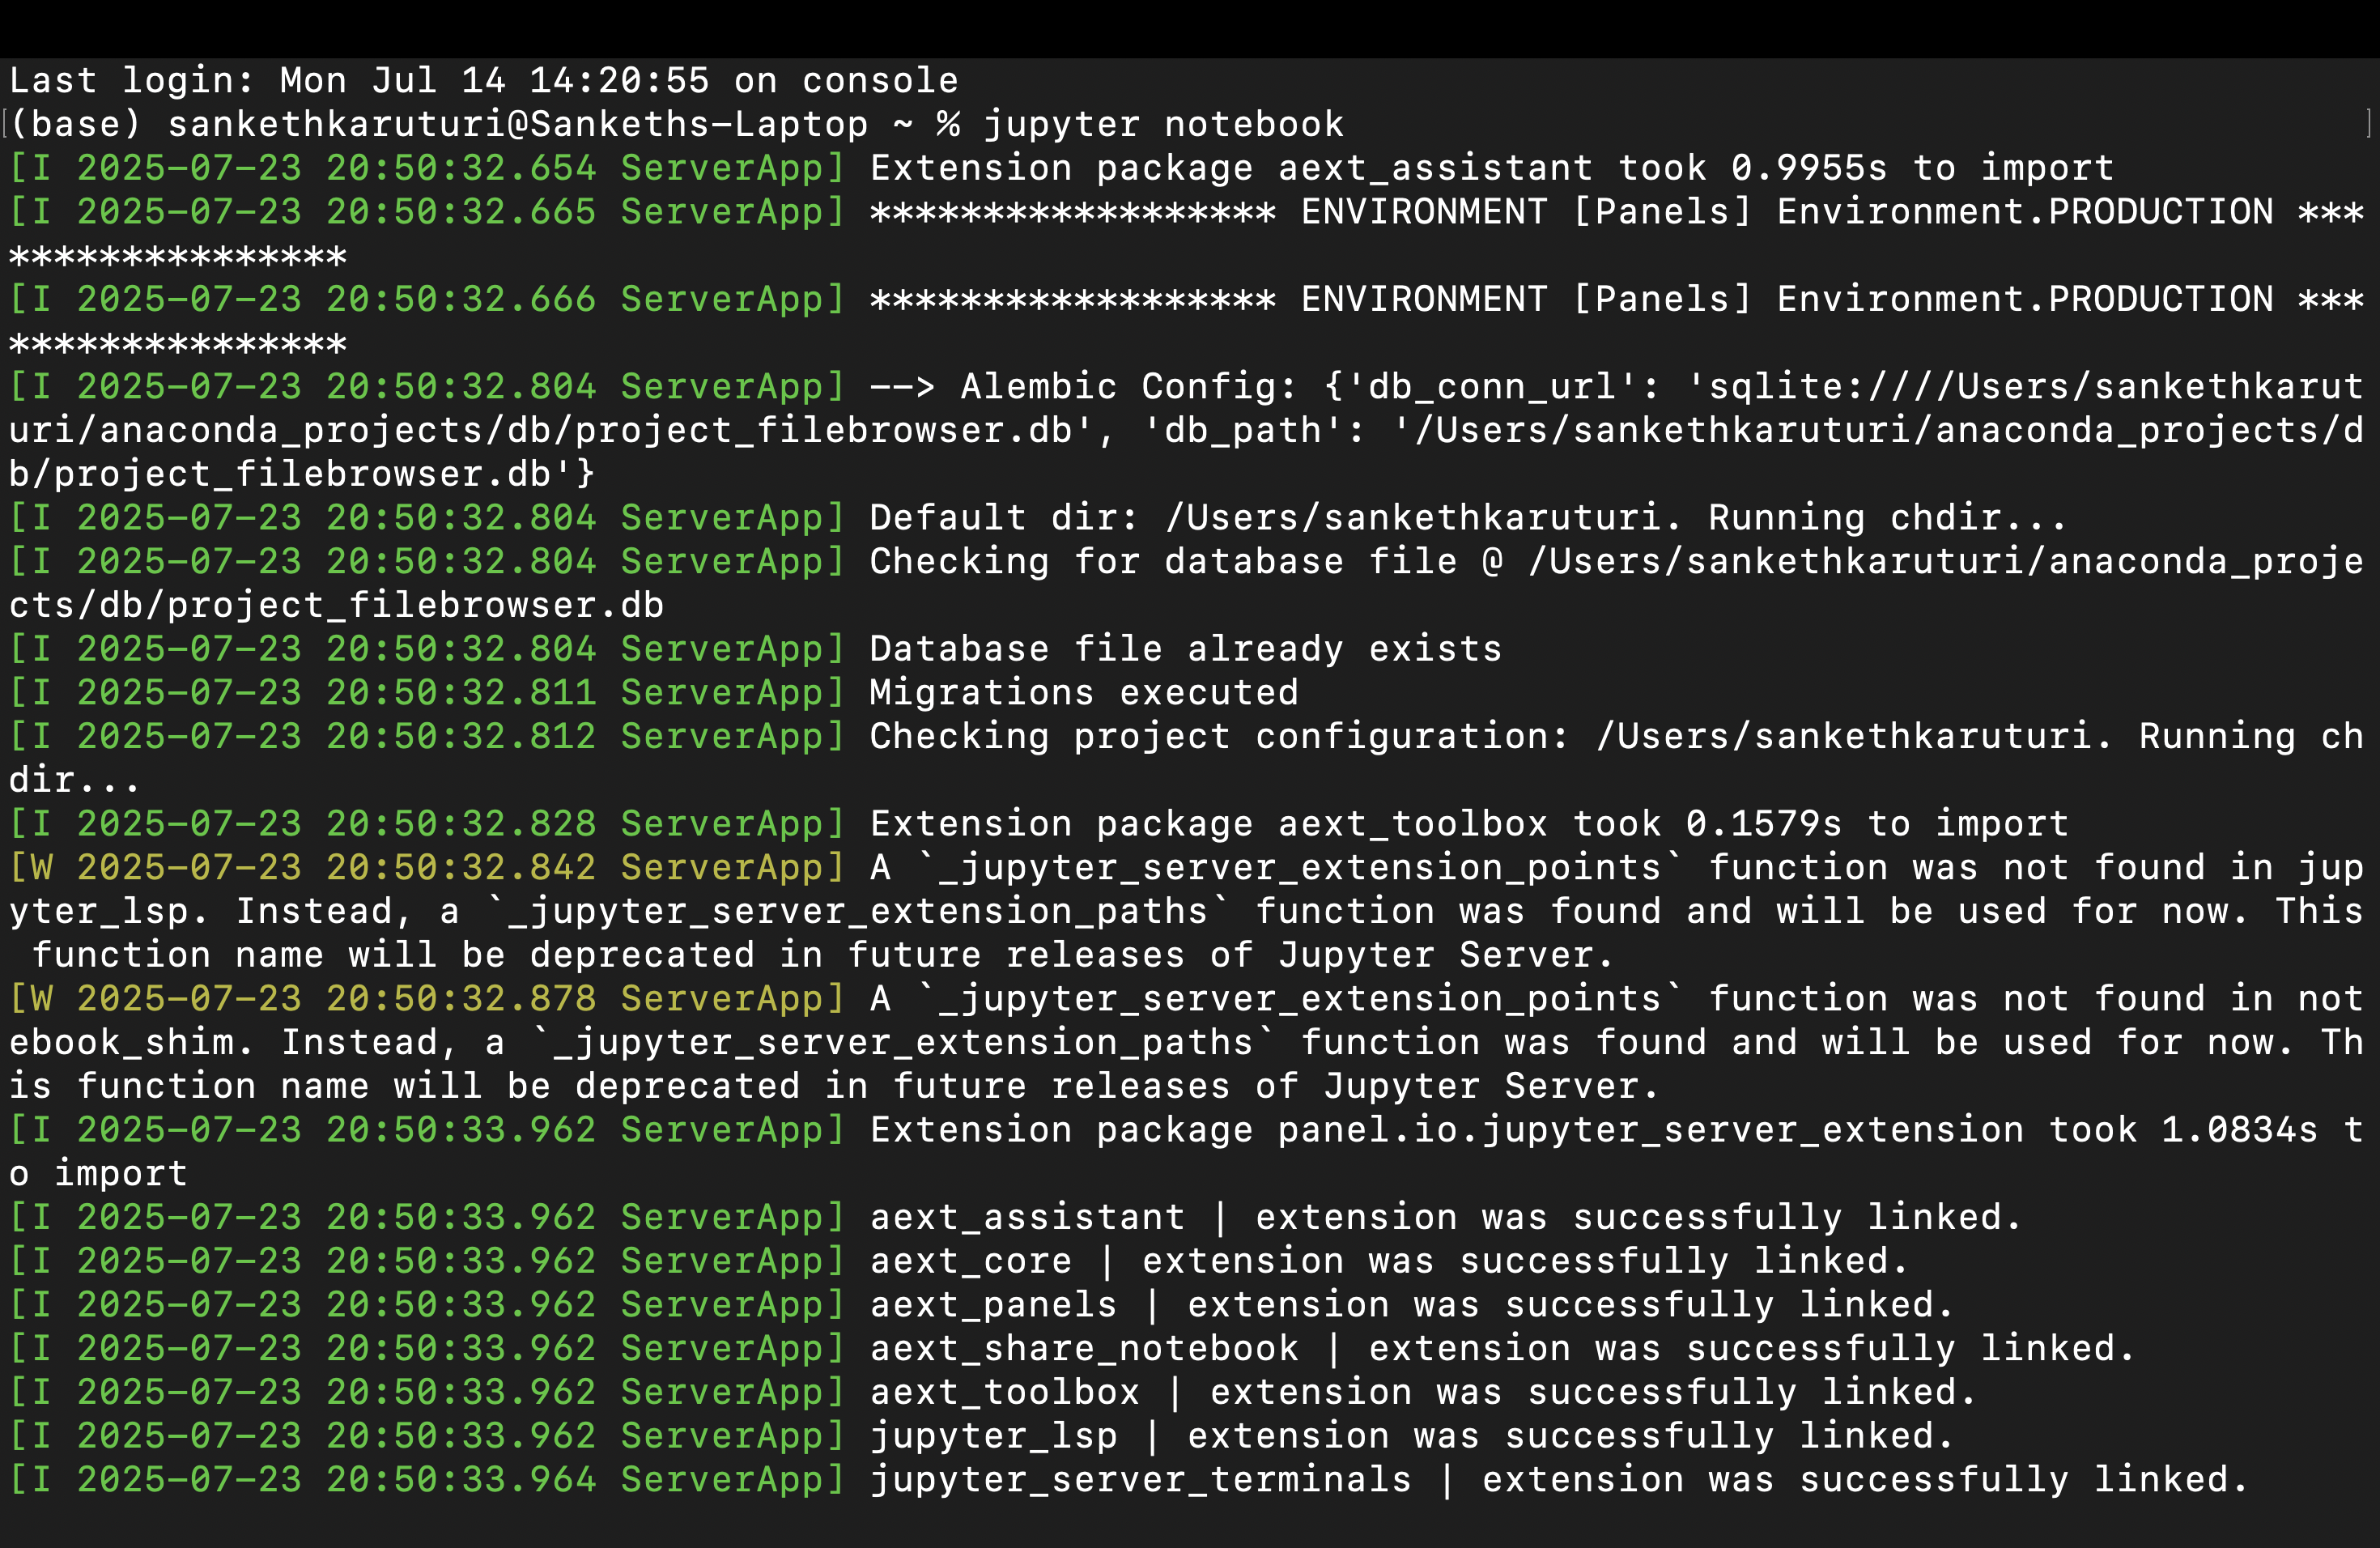 Last login: Mon Jul 14 14:20:55 on console
(base) sankethkaruturi@Sankeths-Laptop ~ % jupyter notebook
[I 2025-07-23 20:50:32.654 ServerApp] Extension package aext_assistant took 0.9955s to import
[I 2025-07-23 20:50:32.665 ServerApp] ****************** ENVIRONMENT [Panels] Environment.PRODUCTION ***
***************
[I 2025-07-23 20:50:32.666 ServerApp] ****************** ENVIRONMENT [Panels] Environment.PRODUCTION ***
***************
[I 2025-07-23 20:50:32.804 ServerApp] --> Alembic Config: {'db_conn_url': 'sqlite:////Users/sankethkarut
uri/anaconda_projects/db/project_filebrowser.db', 'db_path': '/Users/sankethkaruturi/anaconda_projects/d
b/project_filebrowser.db'}
[I 2025-07-23 20:50:32.804 ServerApp] Default dir: /Users/sankethkaruturi. Running chdir...
[I 2025-07-23 20:50:32.804 ServerApp] Checking for database file @ /Users/sankethkaruturi/anaconda_proje
cts/db/project_filebrowser.db
[I 2025-07-23 20:50:32.804 ServerApp] Database file already exists
[I 2025-07-23 20:50:32.811 ServerApp] Migrations executed
[I 2025-07-23 20:50:32.812 ServerApp] Checking project configuration: /Users/sankethkaruturi. Running ch
dir...
[I 2025-07-23 20:50:32.828 ServerApp] Extension package aext_toolbox took 0.1579s to import
[W 2025-07-23 20:50:32.842 ServerApp] A `_jupyter_server_extension_points` function was not found in jup
yter_lsp. Instead, a `_jupyter_server_extension_paths` function was found and will be used for now. This
 function name will be deprecated in future releases of Jupyter Server.
[W 2025-07-23 20:50:32.878 ServerApp] A `_jupyter_server_extension_points` function was not found in not
ebook_shim. Instead, a `_jupyter_server_extension_paths` function was found and will be used for now. Th
is function name will be deprecated in future releases of Jupyter Server.
[I 2025-07-23 20:50:33.962 ServerApp] Extension package panel.io.jupyter_server_extension took 1.0834s t
o import
[I 2025-07-23 20:50:33.962 ServerApp] aext_assistant | extension was successfully linked.
[I 2025-07-23 20:50:33.962 ServerApp] aext_core | extension was successfully linked.
[I 2025-07-23 20:50:33.962 ServerApp] aext_panels | extension was successfully linked.
[I 2025-07-23 20:50:33.962 ServerApp] aext_share_notebook | extension was successfully linked.
[I 2025-07-23 20:50:33.962 ServerApp] aext_toolbox | extension was successfully linked.
[I 2025-07-23 20:50:33.962 ServerApp] jupyter_lsp | extension was successfully linked.
[I 2025-07-23 20:50:33.964 ServerApp] jupyter_server_terminals | extension was successfully linked.